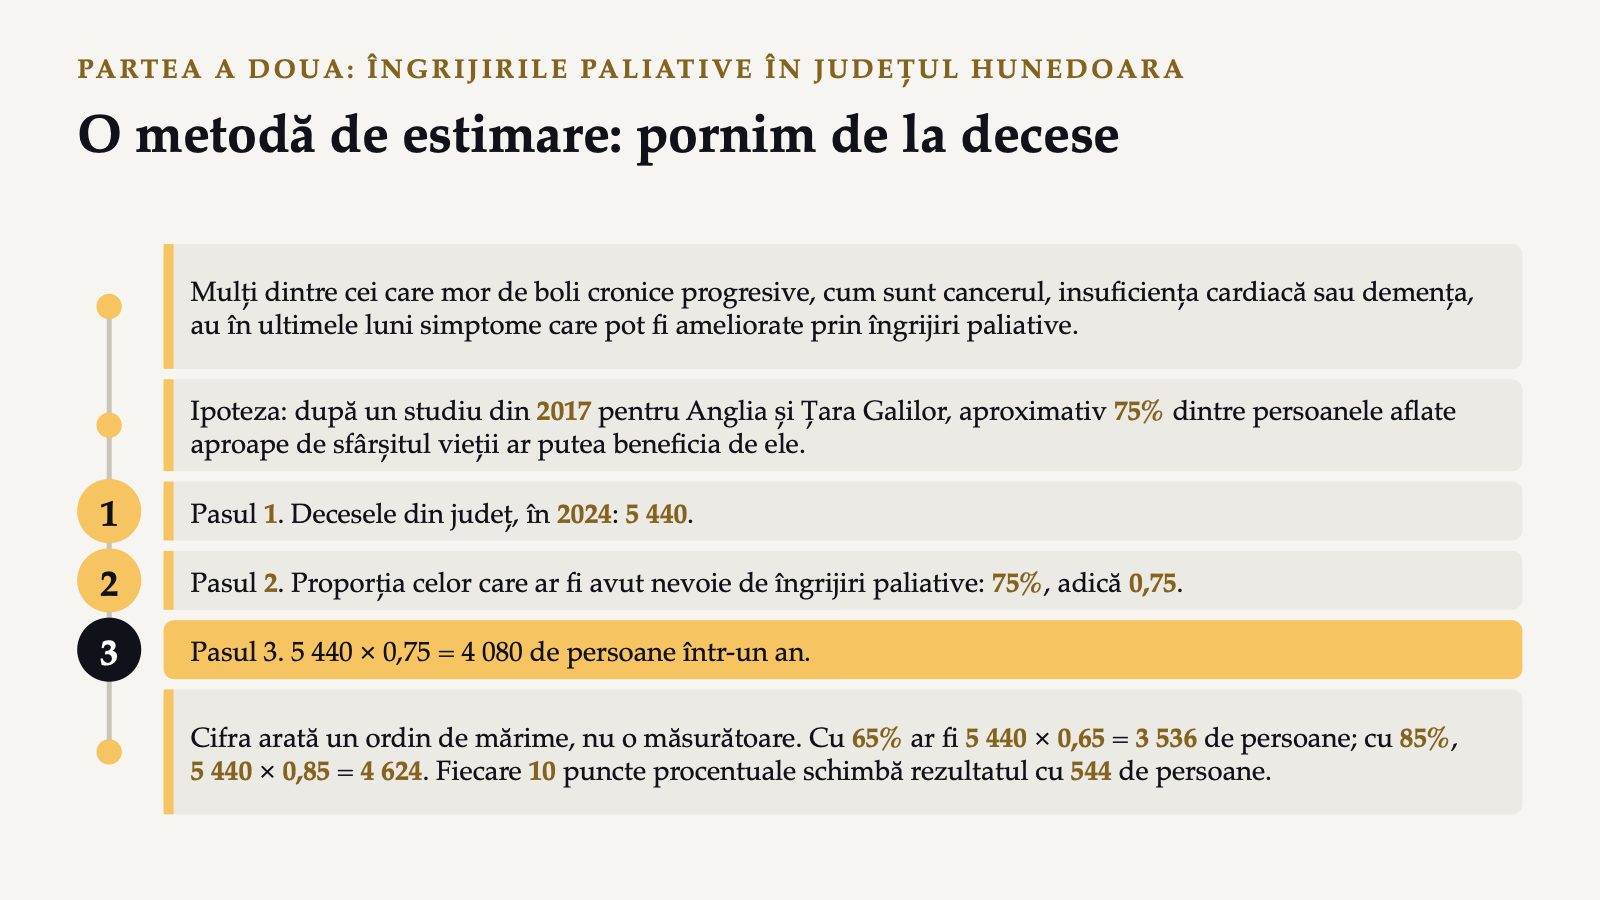 PARTEA A DOUA: ÎNGRIJIRILE PALIATIVE ÎN JUDEȚUL HUNEDOARA
O metodă de estimare: pornim de la decese
Mulți dintre cei care mor de boli cronice progresive, cum sunt cancerul, insuficiența cardiacă sau demența,
au în ultimele luni simptome care pot fi ameliorate prin îngrijiri paliative.
Ipoteza: după un studiu din 2017 pentru Anglia și Țara Galilor, aproximativ 75% dintre persoanele aflate
aproape de sfârșitul vieții ar putea beneficia de ele.
1
Pasul 1. Decesele din județ, în 2024: 5 440.
2
Pasul 2. Proporția celor care ar fi avut nevoie de îngrijiri paliative: 75%, adică 0,75.
3
Pasul 3. 5 440 × 0,75 = 4 080 de persoane într-un an.
Cifra arată un ordin de mărime, nu o măsurătoare. Cu 65% ar fi 5 440 × 0,65 = 3 536 de persoane; cu 85%,
5 440 × 0,85 = 4 624. Fiecare 10 puncte procentuale schimbă rezultatul cu 544 de persoane.